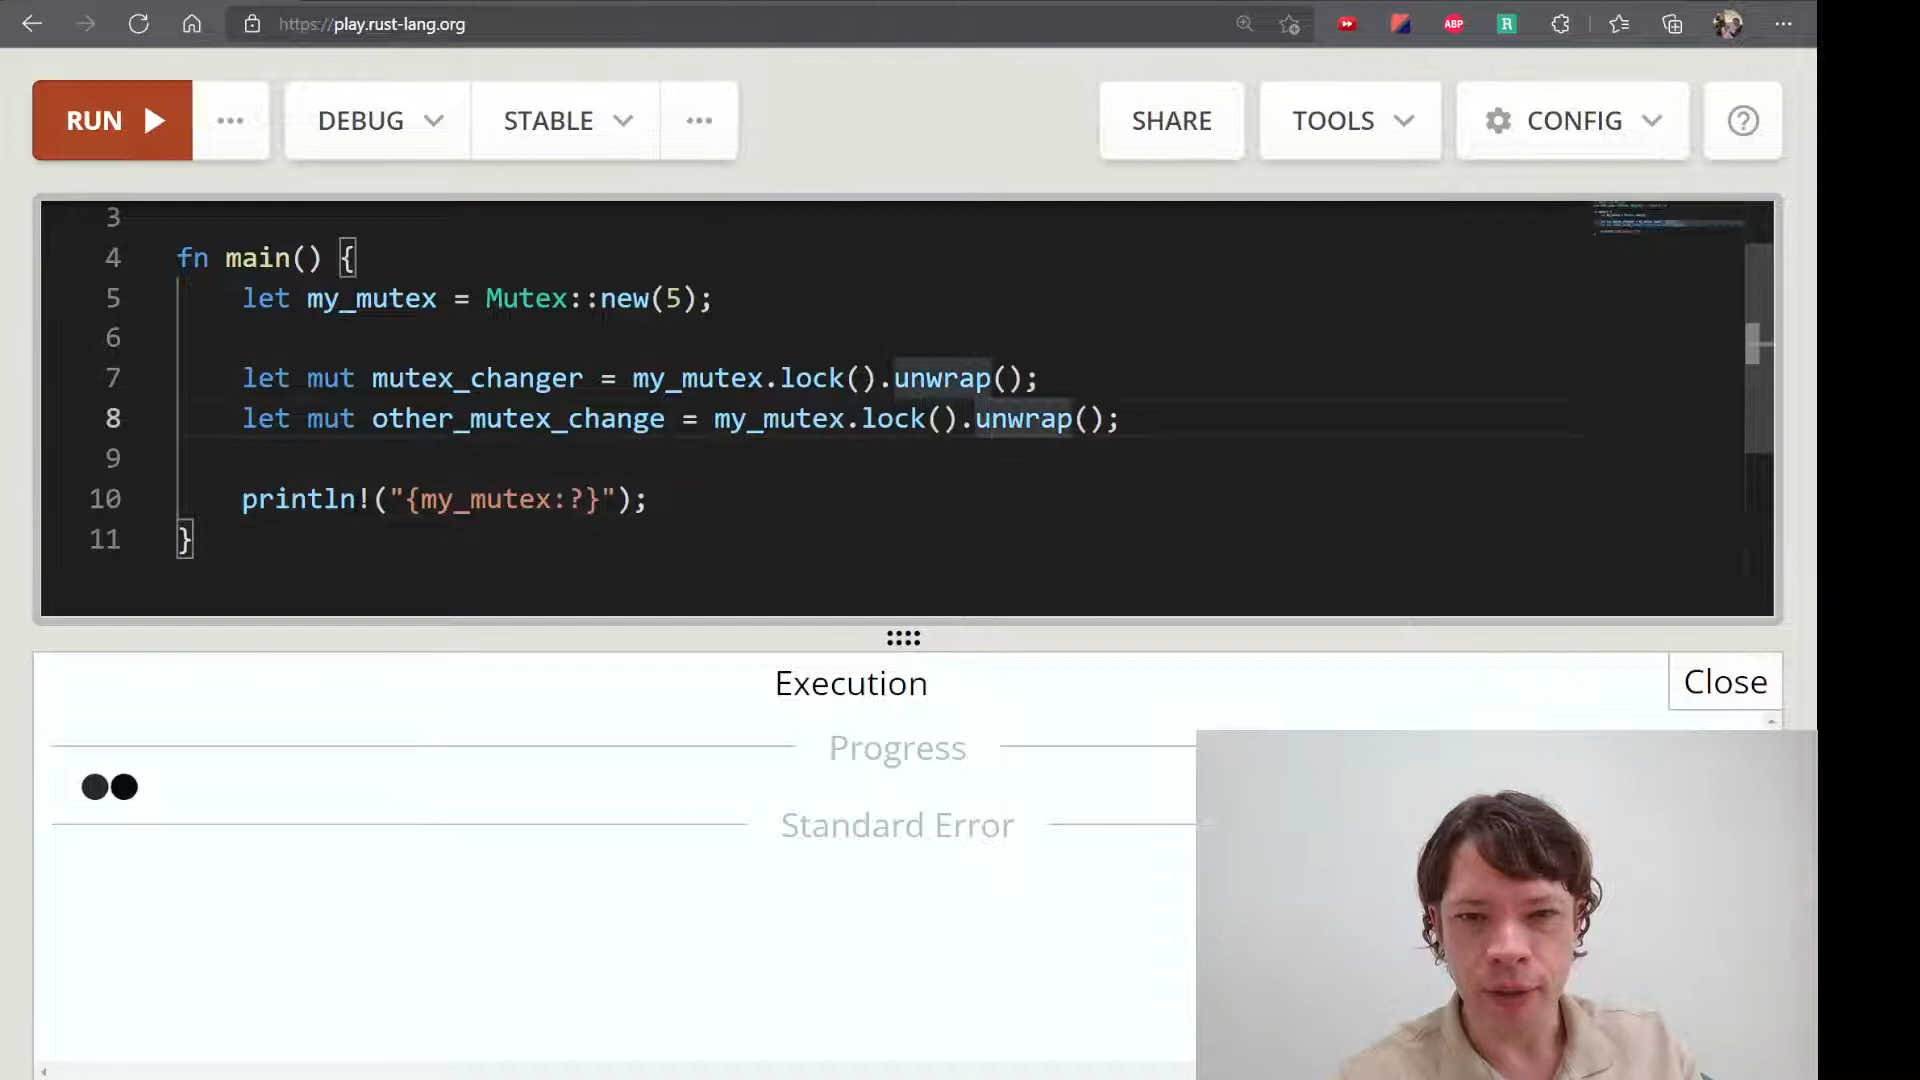 https://play.rust-lang.org
ABP
R
RUN
DEBUG
STABLE
SHARE
TOOLS
CONFIG
3
4 fn main() {
5 let my_mutex = Mutex::new(5);
6
7 let mut mutex_changer = my_mutex.lock().unwrap();
8 let mut other_mutex_change = my_mutex.lock().unwrap();
9
10 println!("{my_mutex:?}");
11 }
Execution
Close
Progress
Standard Error